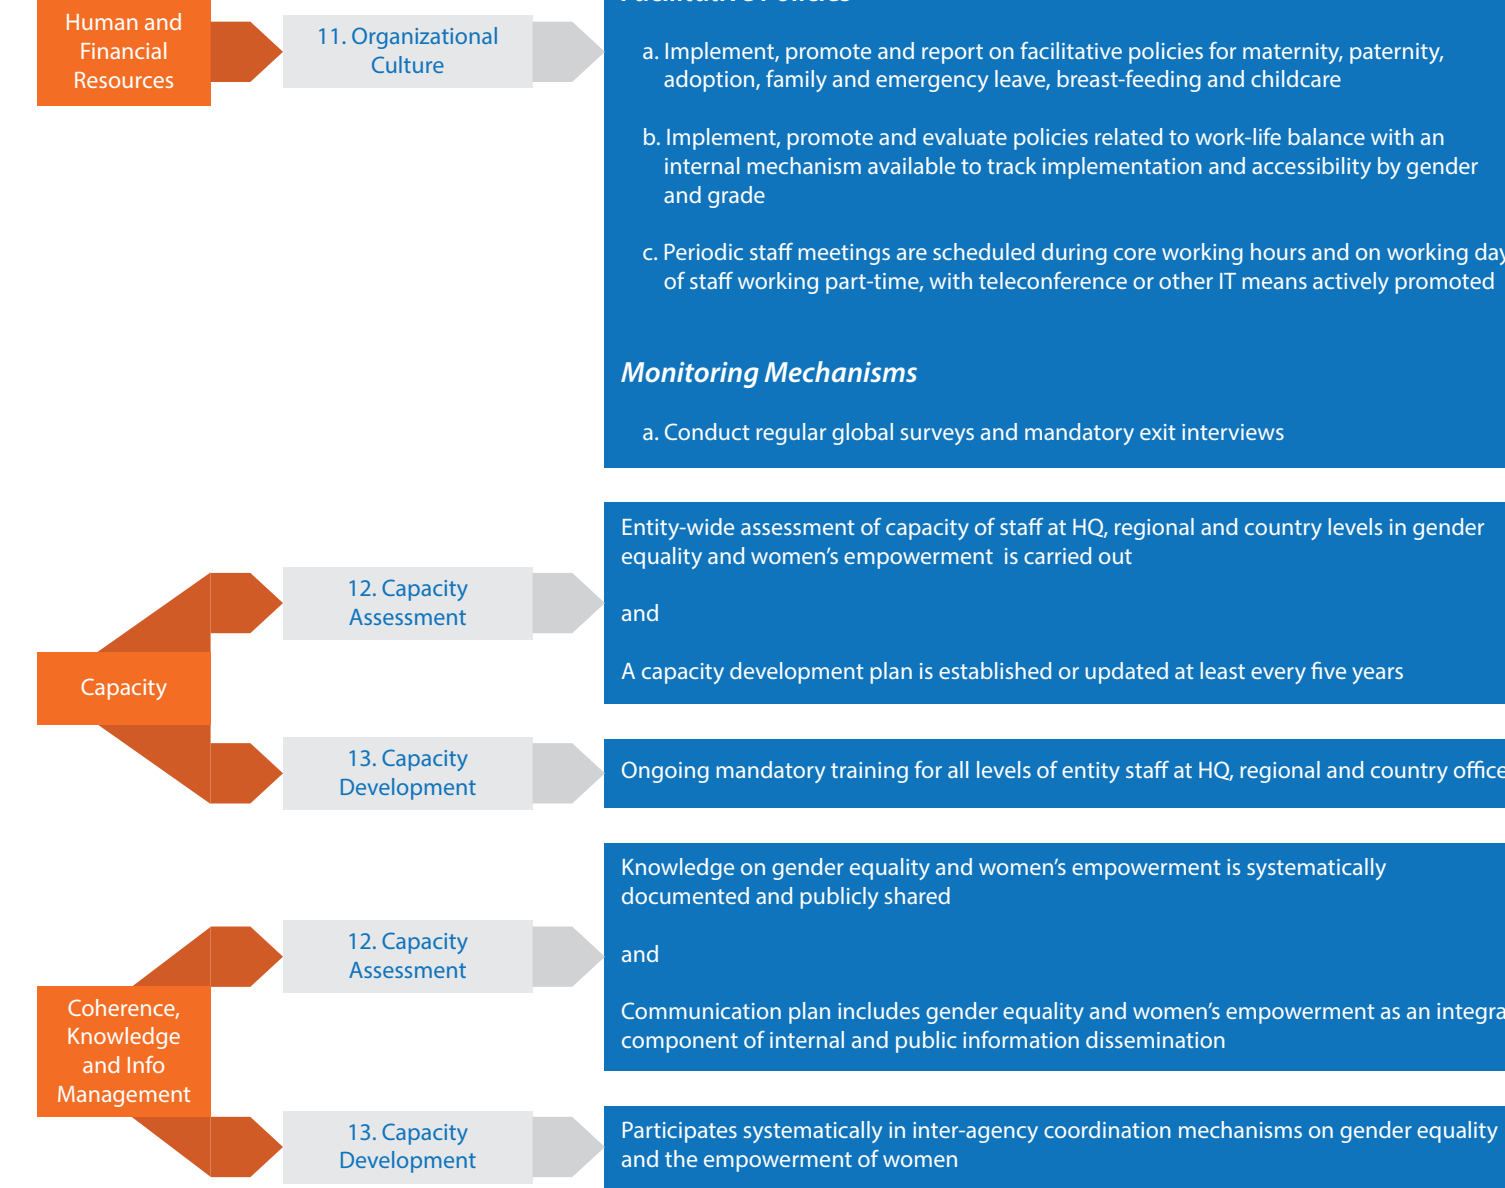 Human and
Financial
Resources
11. Organizational
Culture
Facilitative Policies
a. Implement, promote and report on facilitative policies for maternity, paternity,
adoption, family and emergency leave, breast-feeding and childcare
b. Implement, promote and evaluate policies related to work-life balance with an
internal mechanism available to track implementation and accessibility by gender
and grade
c. Periodic staff meetings are scheduled during core working hours and on working day
of staff working part-time, with teleconference or other IT means actively promoted
Monitoring Mechanisms
a. Conduct regular global surveys and mandatory exit interviews
Capacity
12. Capacity
Assessment
Entity-wide assessment of capacity of staff at HQ, regional and country levels in gender
equality and women’s empowerment is carried out
and
A capacity development plan is established or updated at least every five years
13. Capacity
Development
Ongoing mandatory training for all levels of entity staff at HQ, regional and country office
Coherence,
Knowledge
and Info
Management
12. Capacity
Assessment
Knowledge on gender equality and women’s empowerment is systematically
documented and publicly shared
and
Communication plan includes gender equality and women’s empowerment as an integra
component of internal and public information dissemination
13. Capacity
Development
Participates systematically in inter-agency coordination mechanisms on gender equality
and the empowerment of women